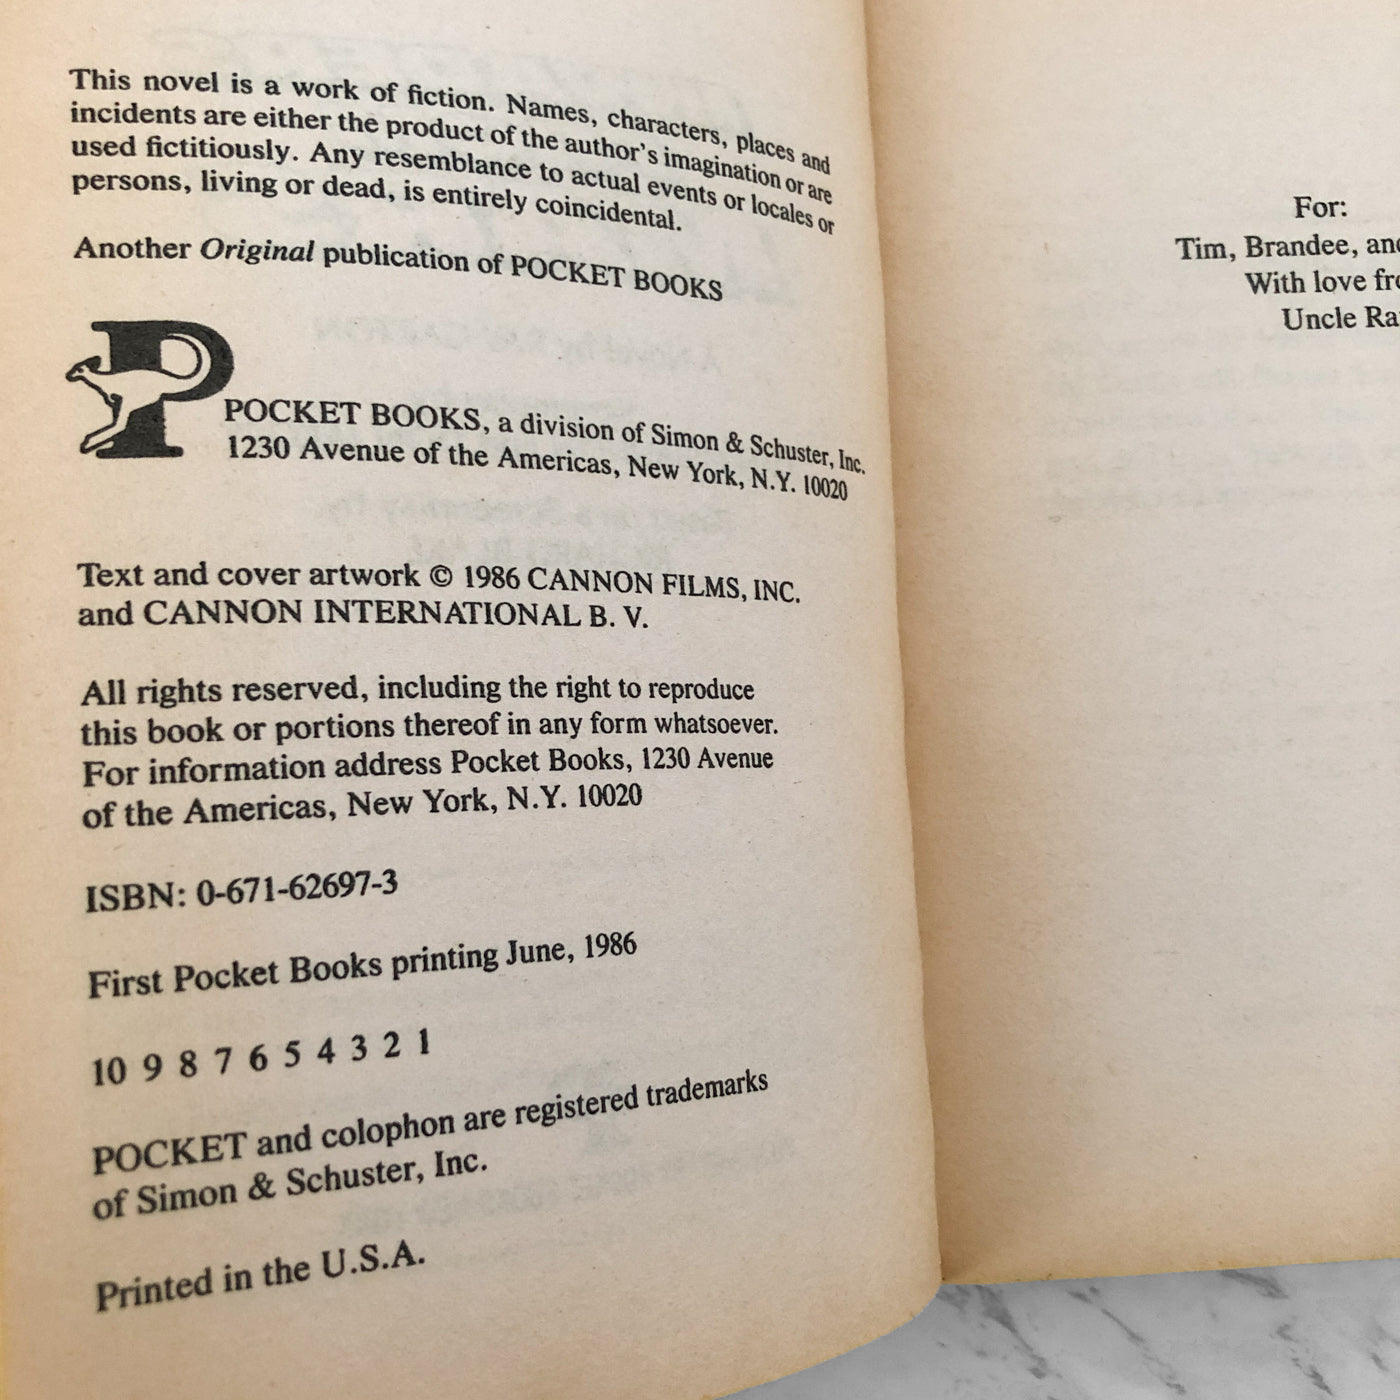 This novel is a work of fiction. Names, characters, places and
incidents are either the product of the author's imagination or are
used fictitiously. Any resemblance to actual events or locales or
persons, living or dead, is entirely coincidental.
Another Original publication of POCKET BOOKS
P
POCKET BOOKS, a division of Simon & Schuster, Inc.
1230 Avenue of the Americas, New York, N.Y. 10020
Text and cover artwork © 1986 CANNON FILMS, INC.
and CANNON INTERNATIONAL B. V.
All rights reserved, including the right to reproduce
this book or portions thereof in any form whatsoever.
For information address Pocket Books, 1230 Avenue
of the Americas, New York, N.Y. 10020
ISBN: 0-671-62697-3
First Pocket Books printing June, 1986
10 9 8 7 6 5 4 3 2 1
POCKET and colophon are registered trademarks
of Simon & Schuster, Inc.
Printed in the U.S.A.
For:
Tim, Brandee,
With love
Uncle